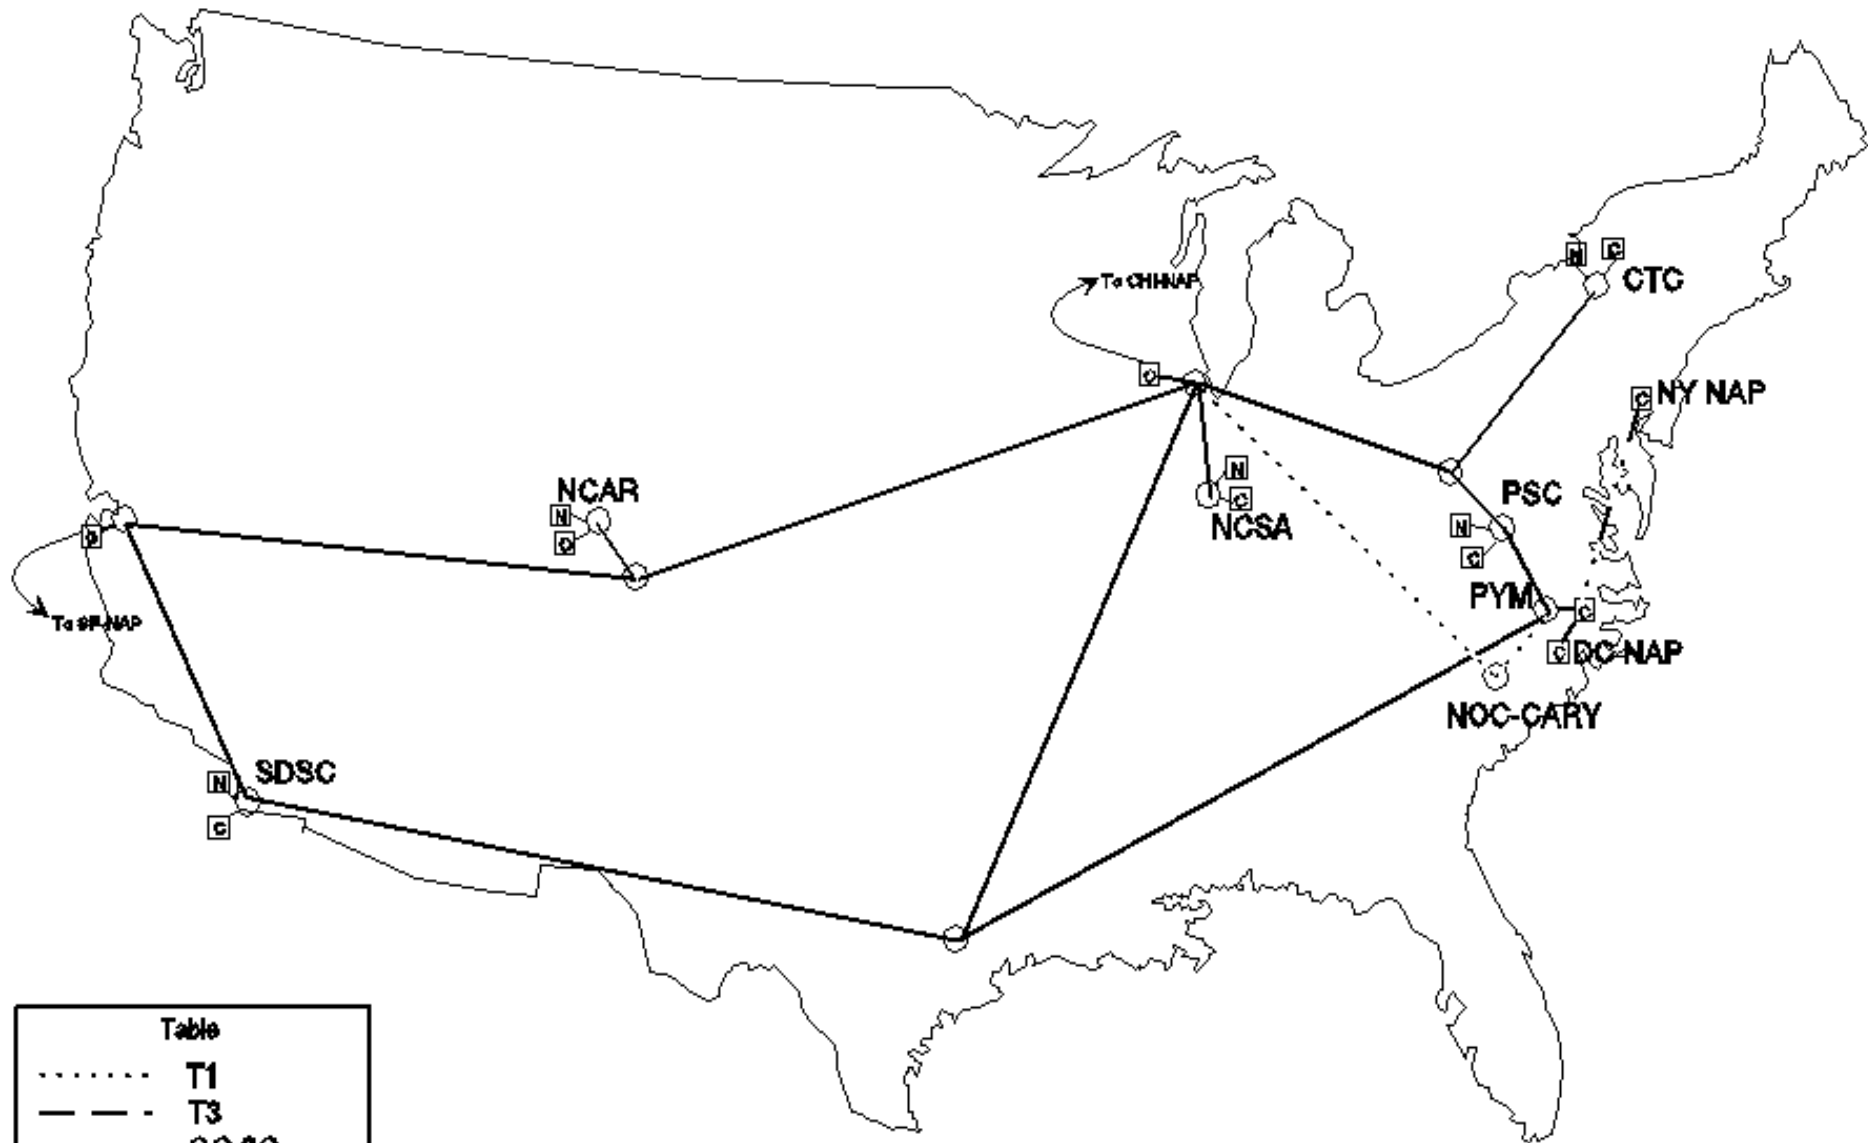 N
C
CTC
To CHI-NAP
C
C
NY NAP
NCAR
N
C
N
C
NCSA
PSC
N
C
C
To SF-NAP
PYM
C
C
DC-NAP
NOC-CARY
SDSC
N
C
Table
T1
T3